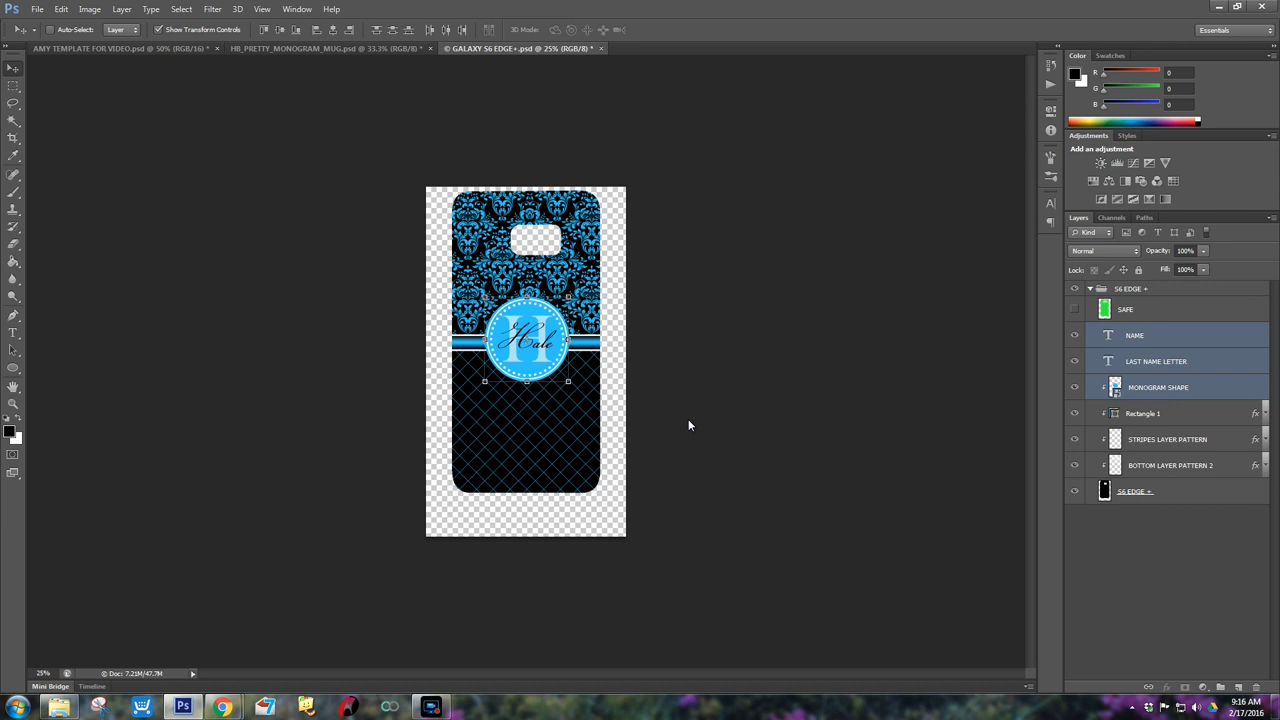 Ps File Edit Image Layer Type Select Filter 3D View Window Help
Auto-Select: Layer Show Transform Controls 3D Mode: Essentials
AMY TEMPLATE FOR VIDEO.psd @ 50% (RGB/16) * × HB_PRETTY_MONOGRAM_MUG.psd @ 33.3% (RGB/8) * × © GALAXY S6 EDGE+.psd @ 25% (RGB/8) * ×
Color Swatches
R 0
G 0
B 0
Adjustments Styles
Add an adjustment
Layers Channels Paths
Kind
Normal Opacity: 100%
Lock: Fill: 100%
S6 EDGE +
SAFE
NAME
LAST NAME LETTER
MONOGRAM SHAPE
Rectangle 1 fx
STRIPES LAYER PATTERN fx
BOTTOM LAYER PATTERN 2 fx
S6 EDGE +
H
Hale
25% © Doc: 7.21M/47.7M
Mini Bridge Timeline
Ps 7 9:16 AM
2/17/2016